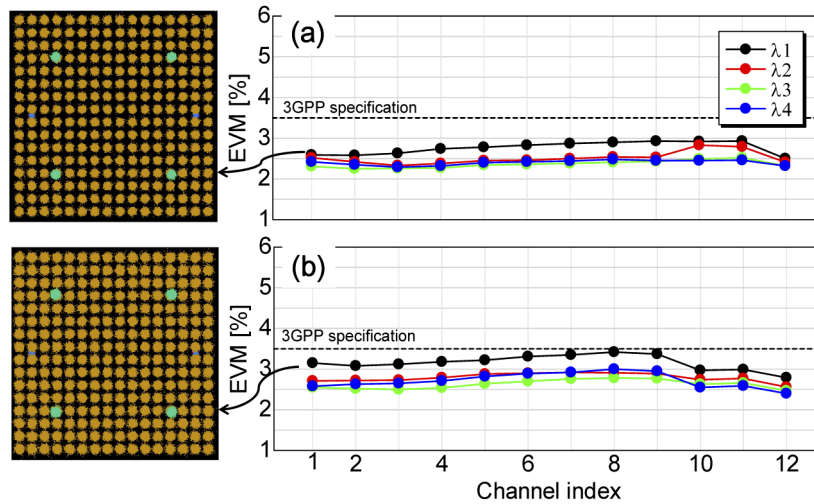 (a)
6
5
4
3
2
1
EVM [%]
3GPP specification
λ1
λ2
λ3
λ4
(b)
6
5
4
3
2
1
EVM [%]
3GPP specification
1 2 4 6 8 10 12
Channel index